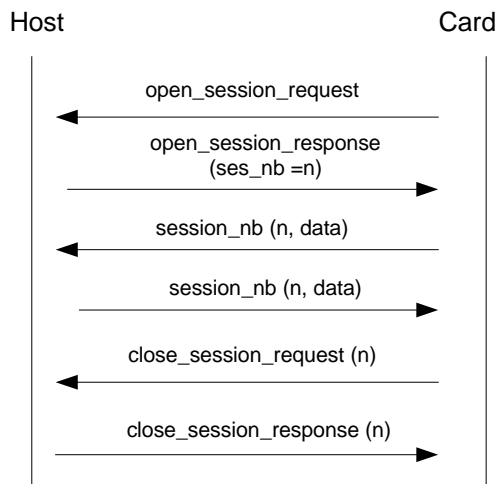 Host
Card
open_session_request
open_session_response
(ses_nb =n)
session_nb (n, data)
session_nb (n, data)
close_session_request (n)
close_session_response (n)